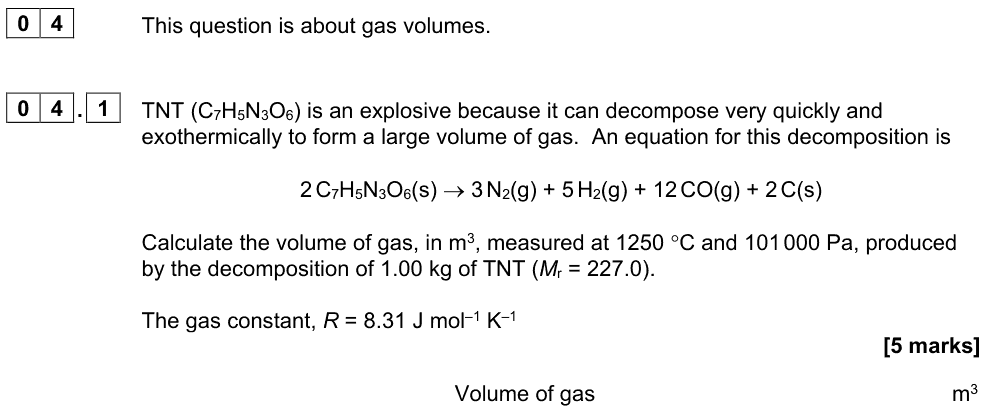 04 This question is about gas volumes.
04.1 TNT (C₇H₅N₃O₆) is an explosive because it can decompose very quickly and
exothermically to form a large volume of gas. An equation for this decomposition is
2 C₇H₅N₃O₆(s) → 3 N₂(g) + 5 H₂(g) + 12 CO(g) + 2 C(s)
Calculate the volume of gas, in m³, measured at 1250 °C and 101 000 Pa, produced
by the decomposition of 1.00 kg of TNT (Mᵣ = 227.0).
The gas constant, R = 8.31 J mol⁻¹ K⁻¹
[5 marks]
Volume of gas m³